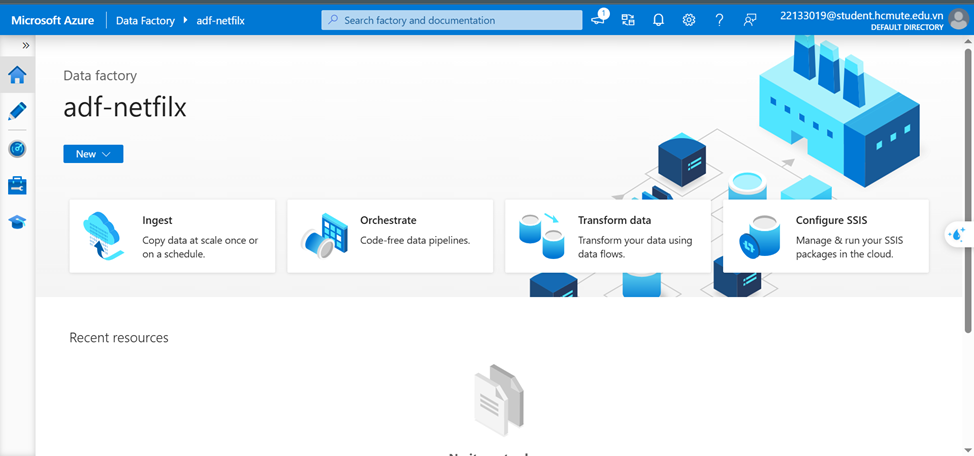 Microsoft Azure
Data Factory
adf-netfilx
Search factory and documentation
1
22133019@student.hcmute.edu.vn
DEFAULT DIRECTORY
Data factory
adf-netfilx
New
Ingest
Copy data at scale once or
on a schedule.
Orchestrate
Code-free data pipelines.
Transform data
Transform your data using
data flows.
Configure SSIS
Manage & run your SSIS
packages in the cloud.
Recent resources